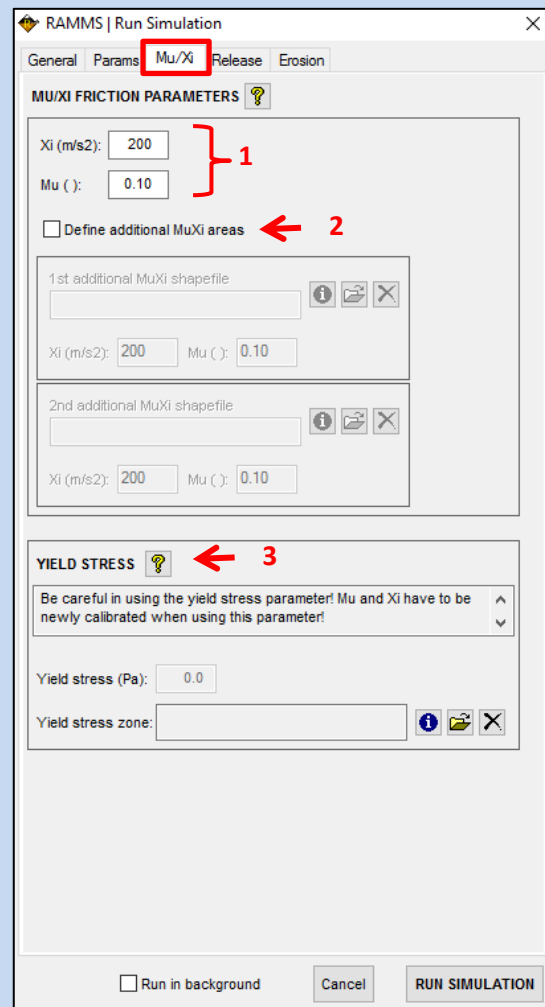 RAMMS | Run Simulation
General Params Mu/Xi Release Erosion
MU/XI FRICTION PARAMETERS ?
Xi (m/s2): 200
1
Mu ( ): 0.10
Define additional MuXi areas 2
1st additional MuXi shapefile
Xi (m/s2): 200 Mu ( ): 0.10
2nd additional MuXi shapefile
Xi (m/s2): 200 Mu ( ): 0.10
YIELD STRESS ? 3
Be careful in using the yield stress parameter! Mu and Xi have to be
newly calibrated when using this parameter!
Yield stress (Pa): 0.0
Yield stress zone:
Run in background Cancel RUN SIMULATION